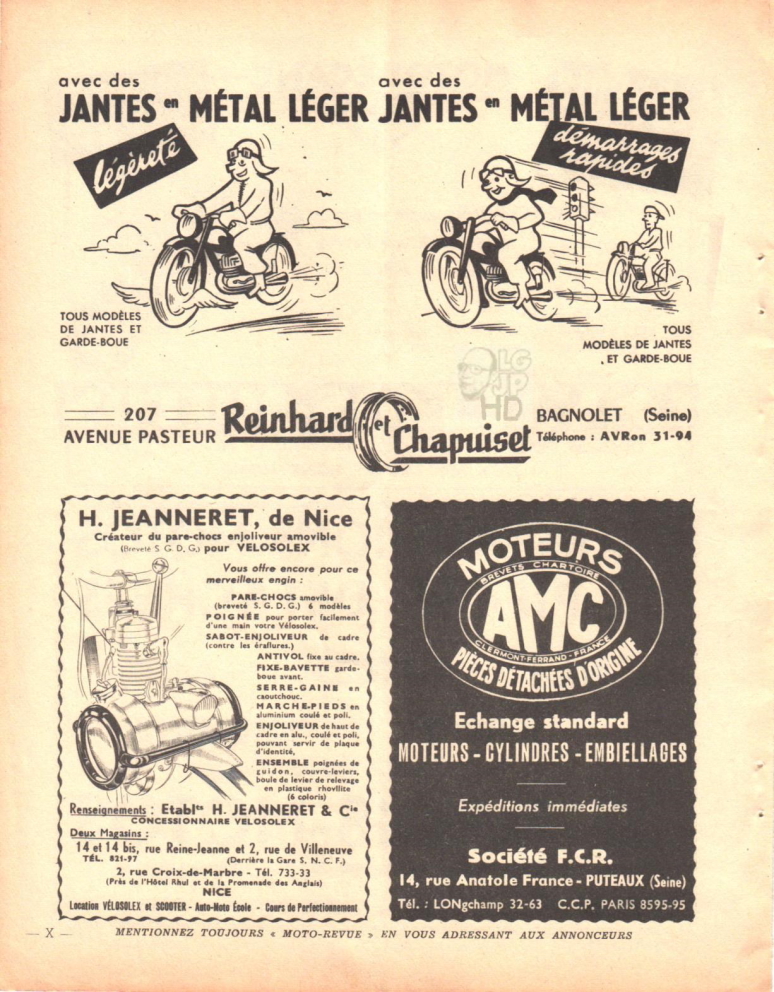 avec des
JANTES en MÉTAL LÉGER
légèreté
TOUS MODÈLES
DE JANTES ET
GARDE-BOUE
avec des
JANTES en MÉTAL LÉGER
démarrages
rapides
TOUS
MODÈLES DE JANTES
. ET GARDE-BOUE
LG
JP
HD
207
AVENUE PASTEUR
Reinhard et Chapuiset
BAGNOLET (Seine)
Téléphone : AVRon 31-94
H. JEANNERET, de Nice
Créateur du pare-chocs enjoliveur amovible
(Breveté S. G. D. G.) pour VELOSOLEX
Vous offre encore pour ce
merveilleux engin :
PARE-CHOCS amovible
(breveté S. G. D. G.) 6 modèles
POIGNÉE pour porter facilement
d'une main votre Vélosolex.
SABOT-ENJOLIVEUR de cadre
(contre les éraflures.)
ANTIVOL fixe au cadre.
FIXE-BAVETTE garde-
boue avant.
SERRE-GAINE en
caoutchouc.
MARCHE-PIEDS en
aluminium coulé et poli.
ENJOLIVEUR de haut de
cadre en alu., coulé et poli,
pouvant servir de plaque
d'identité,
ENSEMBLE poignées de
guidon, couvre-leviers,
boule de levier de relevage
en plastique rhovilite
(6 coloris)
Renseignements : Etablts H. JEANNERET & Cie
CONCESSIONNAIRE VELOSOLEX
Deux Magasins :
14 et 14 bis, rue Reine-Jeanne et 2, rue de Villeneuve
TÉL. 821-97 (Derrière la Gare S. N. C. F.)
2, rue Croix-de-Marbre - Tél. 733-33
(Près de l'Hôtel Rhul et de la Promenade des Anglais)
NICE
Location VÉLOSOLEX et SCOOTER - Auto-Moto École - Cours de Perfectionnement
MOTEURS
BREVETS CHARTOIRE
AMC
CLERMONT-FERRAND-FRANCE
PIÈCES DÉTACHÉES D'ORIGINE
Echange standard
MOTEURS - CYLINDRES - EMBIELLAGES
Expéditions immédiates
Société F.C.R.
14, rue Anatole France - PUTEAUX (Seine)
Tél. : LONgchamp 32-63 C.C.P. PARIS 8595-95
— X — MENTIONNEZ TOUJOURS « MOTO-REVUE » EN VOUS ADRESSANT AUX ANNONCEURS